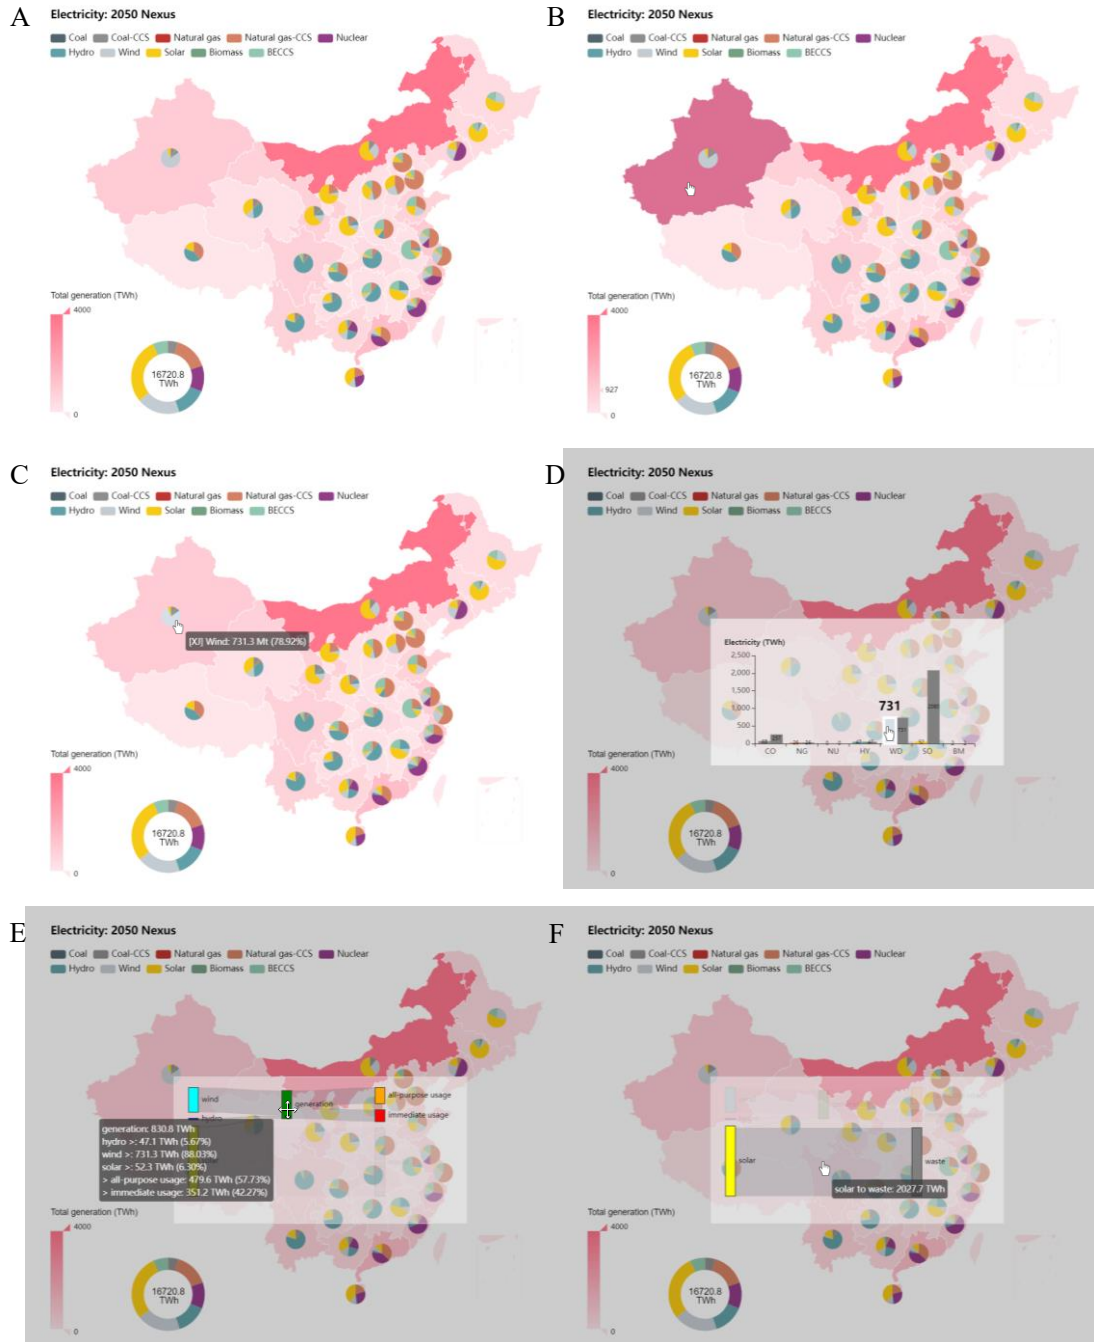 A
Electricity: 2050 Nexus
Coal Coal-CCS Natural gas Natural gas-CCS Nuclear
Hydro Wind Solar Biomass BECCS
Total generation (TWh)
4000
0
16720.8
TWh
B
Electricity: 2050 Nexus
Coal Coal-CCS Natural gas Natural gas-CCS Nuclear
Hydro Wind Solar Biomass BECCS
Total generation (TWh)
4000
927
0
16720.8
TWh
C
Electricity: 2050 Nexus
Coal Coal-CCS Natural gas Natural gas-CCS Nuclear
Hydro Wind Solar Biomass BECCS
[XJ] Wind: 731.3 Mt (78.92%)
Total generation (TWh)
4000
0
16720.8
TWh
D
Electricity: 2050 Nexus
Coal Coal-CCS Natural gas Natural gas-CCS Nuclear
Hydro Wind Solar Biomass BECCS
Electricity (TWh)
2,500
2,000
1,500
1,000
500
0
731
CO NG NU HY WD SO BM
Total generation (TWh)
4000
0
16720.8
TWh
E
Electricity: 2050 Nexus
Coal Coal-CCS Natural gas Natural gas-CCS Nuclear
Hydro Wind Solar Biomass BECCS
wind
generation
all-purpose usage
immediate usage
hydro
generation: 830.8 TWh
hydro >: 47.1 TWh (5.67%)
wind >: 731.3 TWh (88.03%)
solar >: 52.3 TWh (6.30%)
> all-purpose usage: 479.6 TWh (57.73%)
> immediate usage: 351.2 TWh (42.27%)
Total generation (TWh)
4000
0
16720.8
TWh
F
Electricity: 2050 Nexus
Coal Coal-CCS Natural gas Natural gas-CCS Nuclear
Hydro Wind Solar Biomass BECCS
solar
waste
solar to waste: 2027.7 TWh
Total generation (TWh)
4000
0
16720.8
TWh